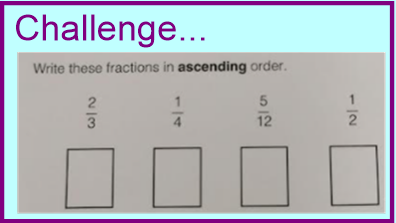 Challenge...
Write these fractions in ascending order.
2/3 1/4 5/12 1/2